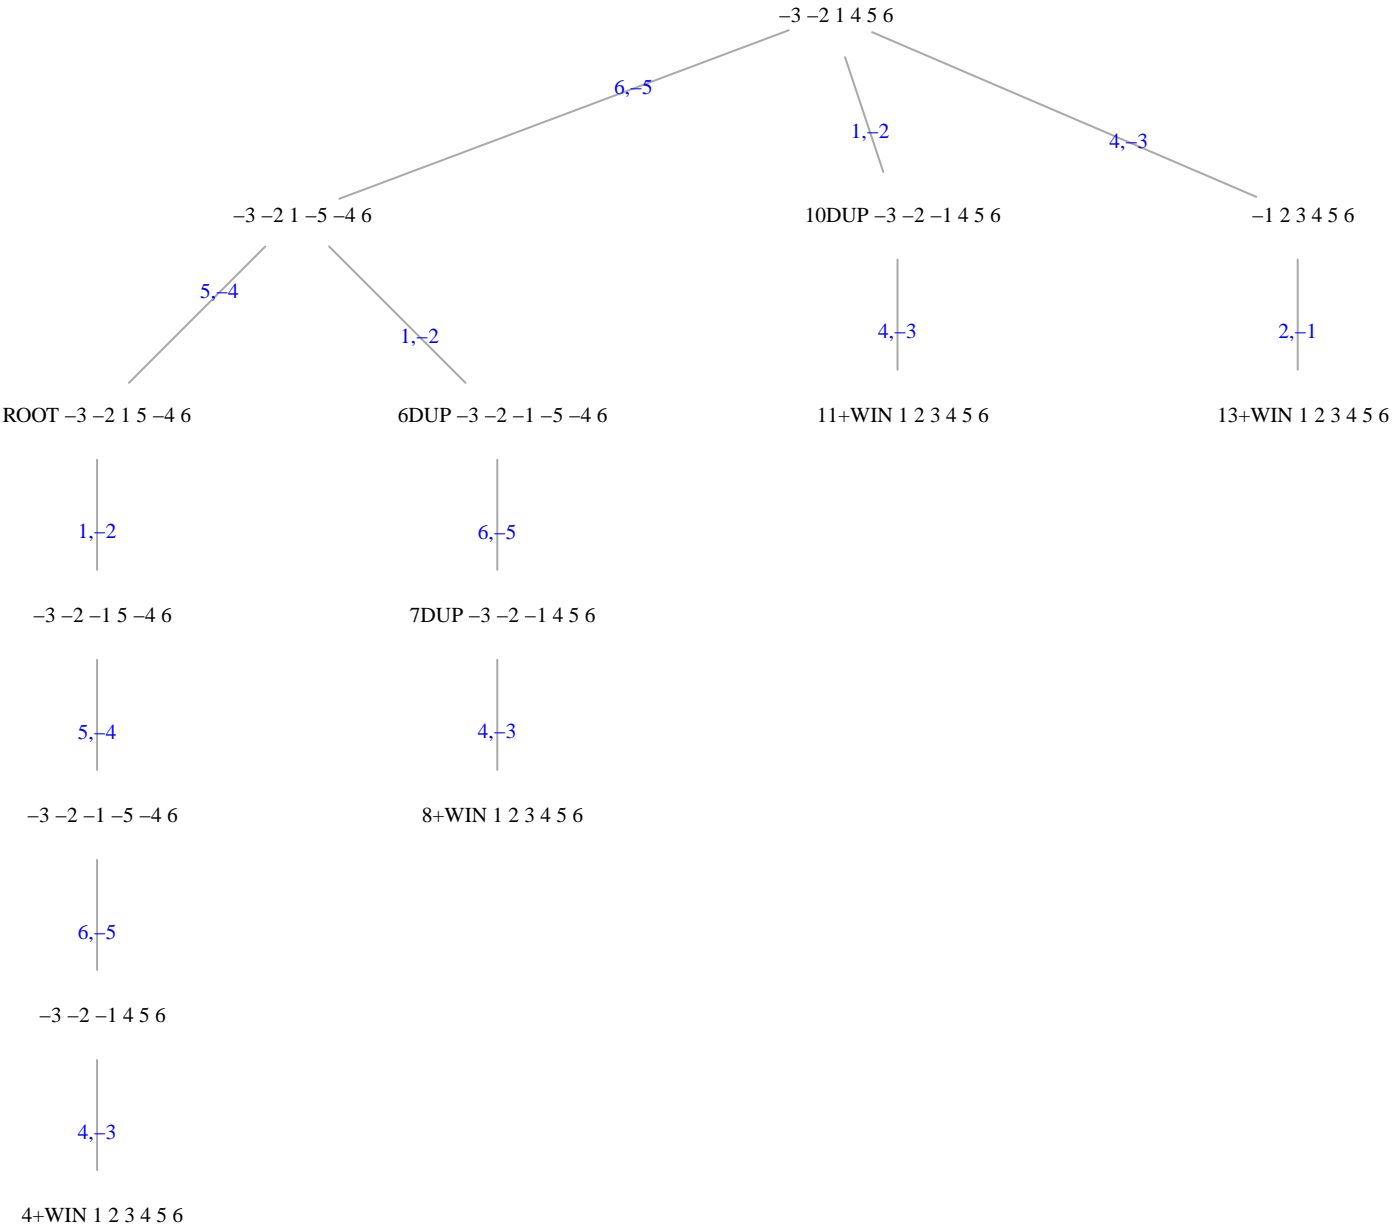 –3 –2 1 4 5 6
6,–5
1,–2
4,–3
–3 –2 1 –5 –4 6
10DUP –3 –2 –1 4 5 6
–1 2 3 4 5 6
5,–4
1,–2
4,–3
2,–1
ROOT –3 –2 1 5 –4 6
6DUP –3 –2 –1 –5 –4 6
11+WIN 1 2 3 4 5 6
13+WIN 1 2 3 4 5 6
1,–2
6,–5
–3 –2 –1 5 –4 6
7DUP –3 –2 –1 4 5 6
5,–4
4,–3
–3 –2 –1 –5 –4 6
8+WIN 1 2 3 4 5 6
6,–5
–3 –2 –1 4 5 6
4,–3
4+WIN 1 2 3 4 5 6